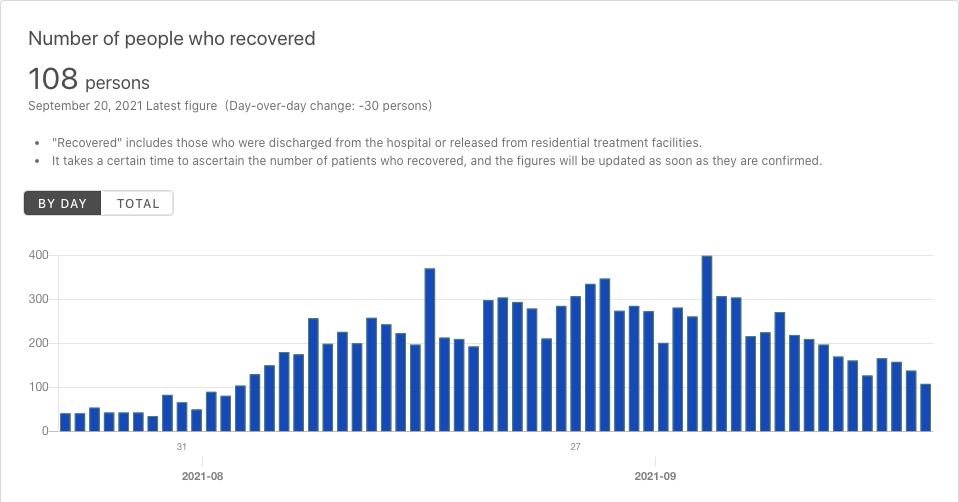 Number of people who recovered
108 persons
September 20, 2021 Latest figure (Day-over-day change: -30 persons)
• "Recovered" includes those who were discharged from the hospital or released from residential treatment facilities.
• It takes a certain time to ascertain the number of patients who recovered, and the figures will be updated as soon as they are confirmed.
BY DAY TOTAL
400
300
200
100
0
31 27
2021-08 2021-09